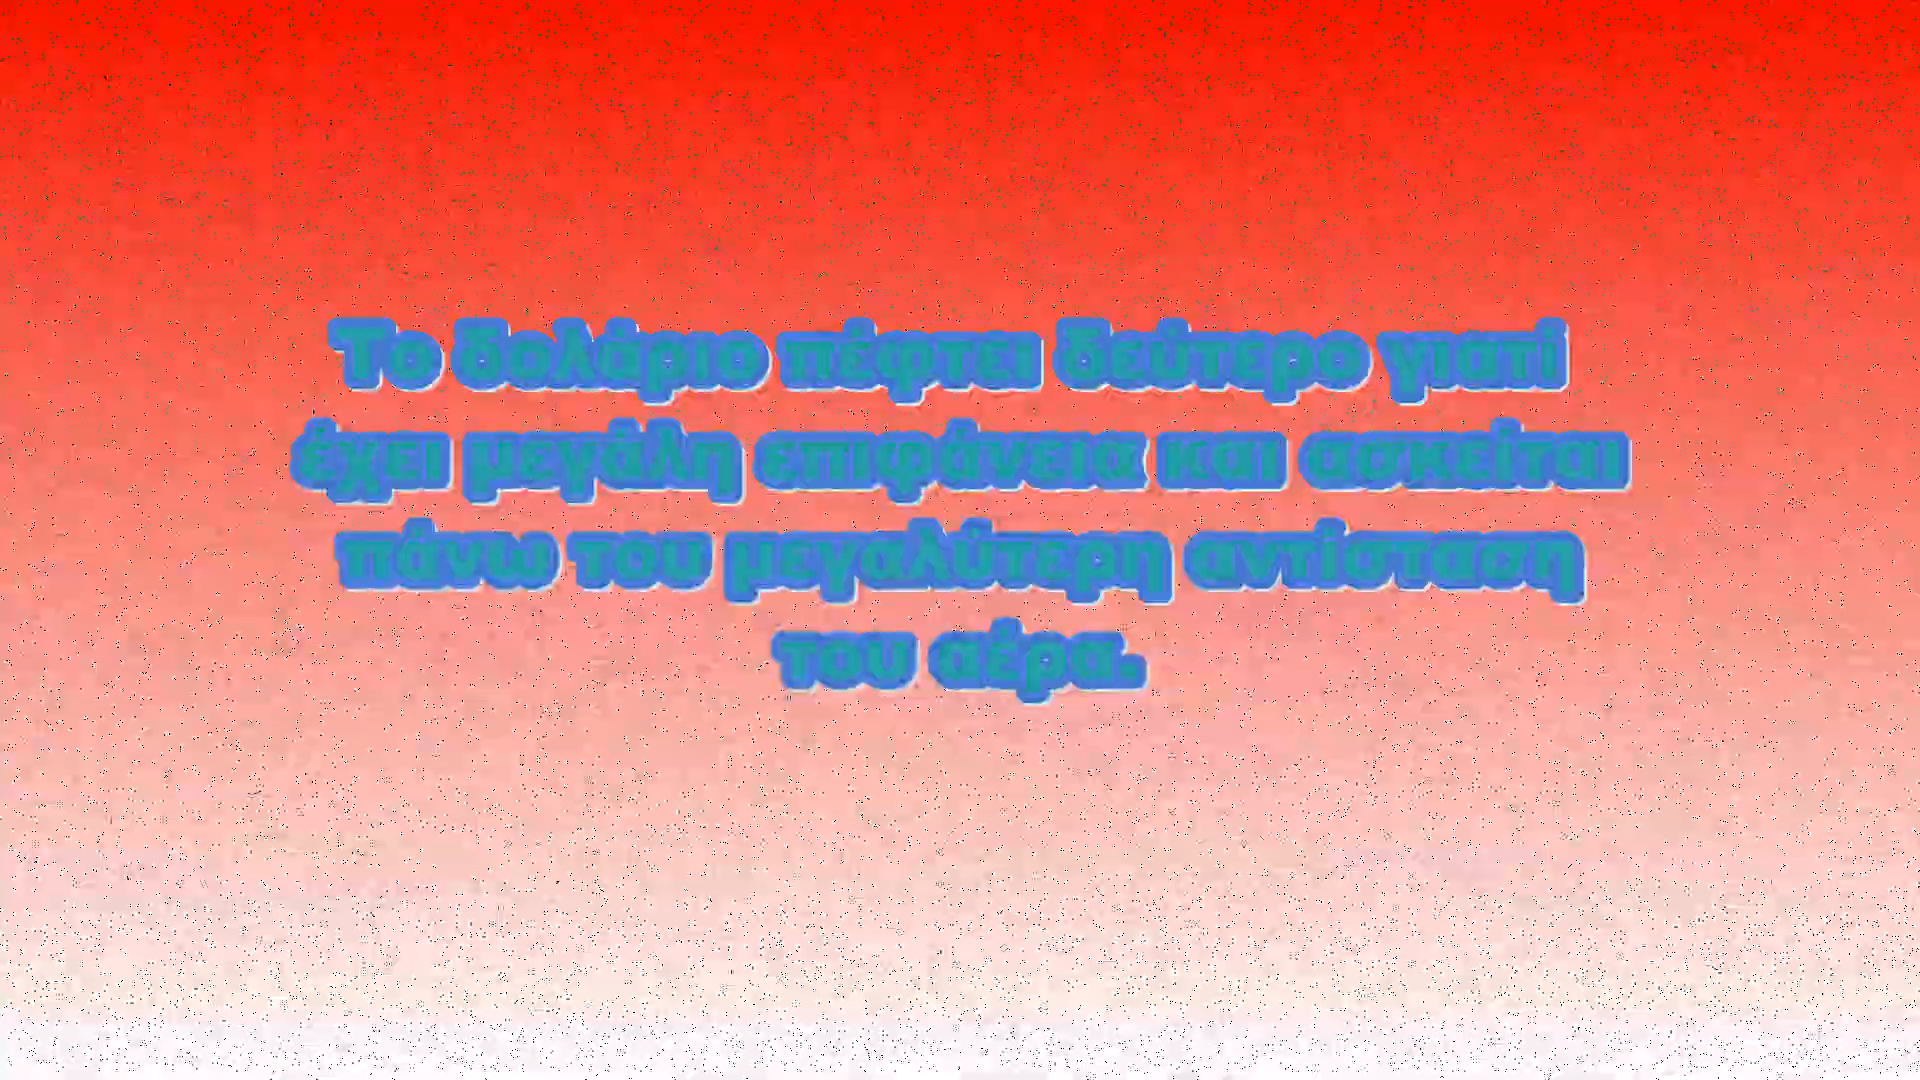 Το δολάριο πέφτει δεύτερο γιατί
έχει μεγάλη επιφάνεια και ασκείται
πάνω του μεγαλύτερη αντίσταση
του αέρα.